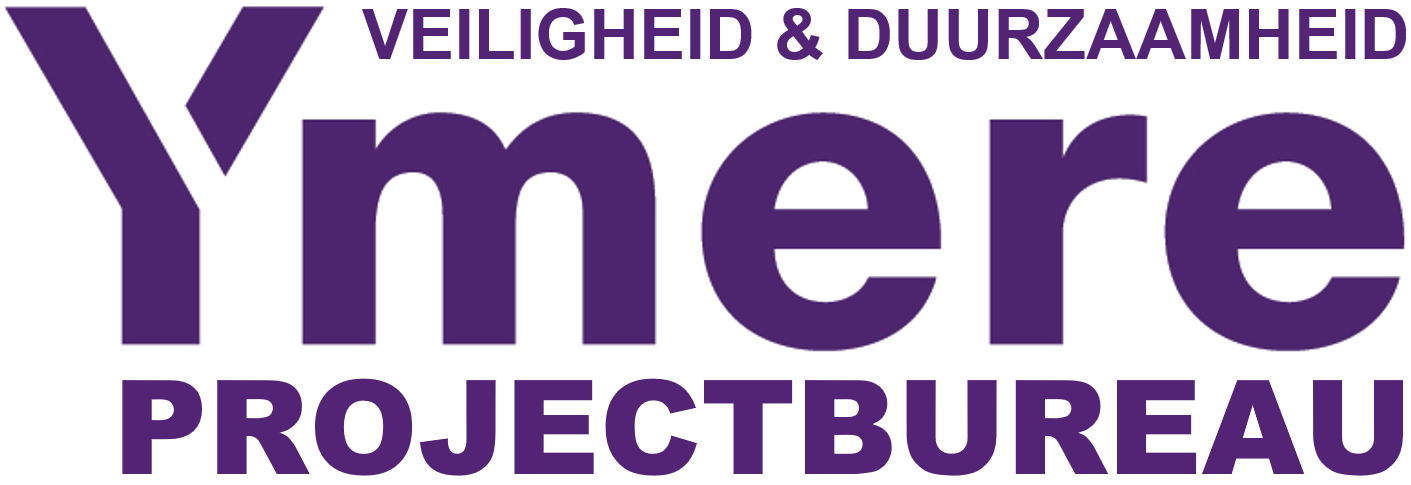 VEILIGHEID & DUURZAAMHEID
Ymere
PROJECTBUREAU